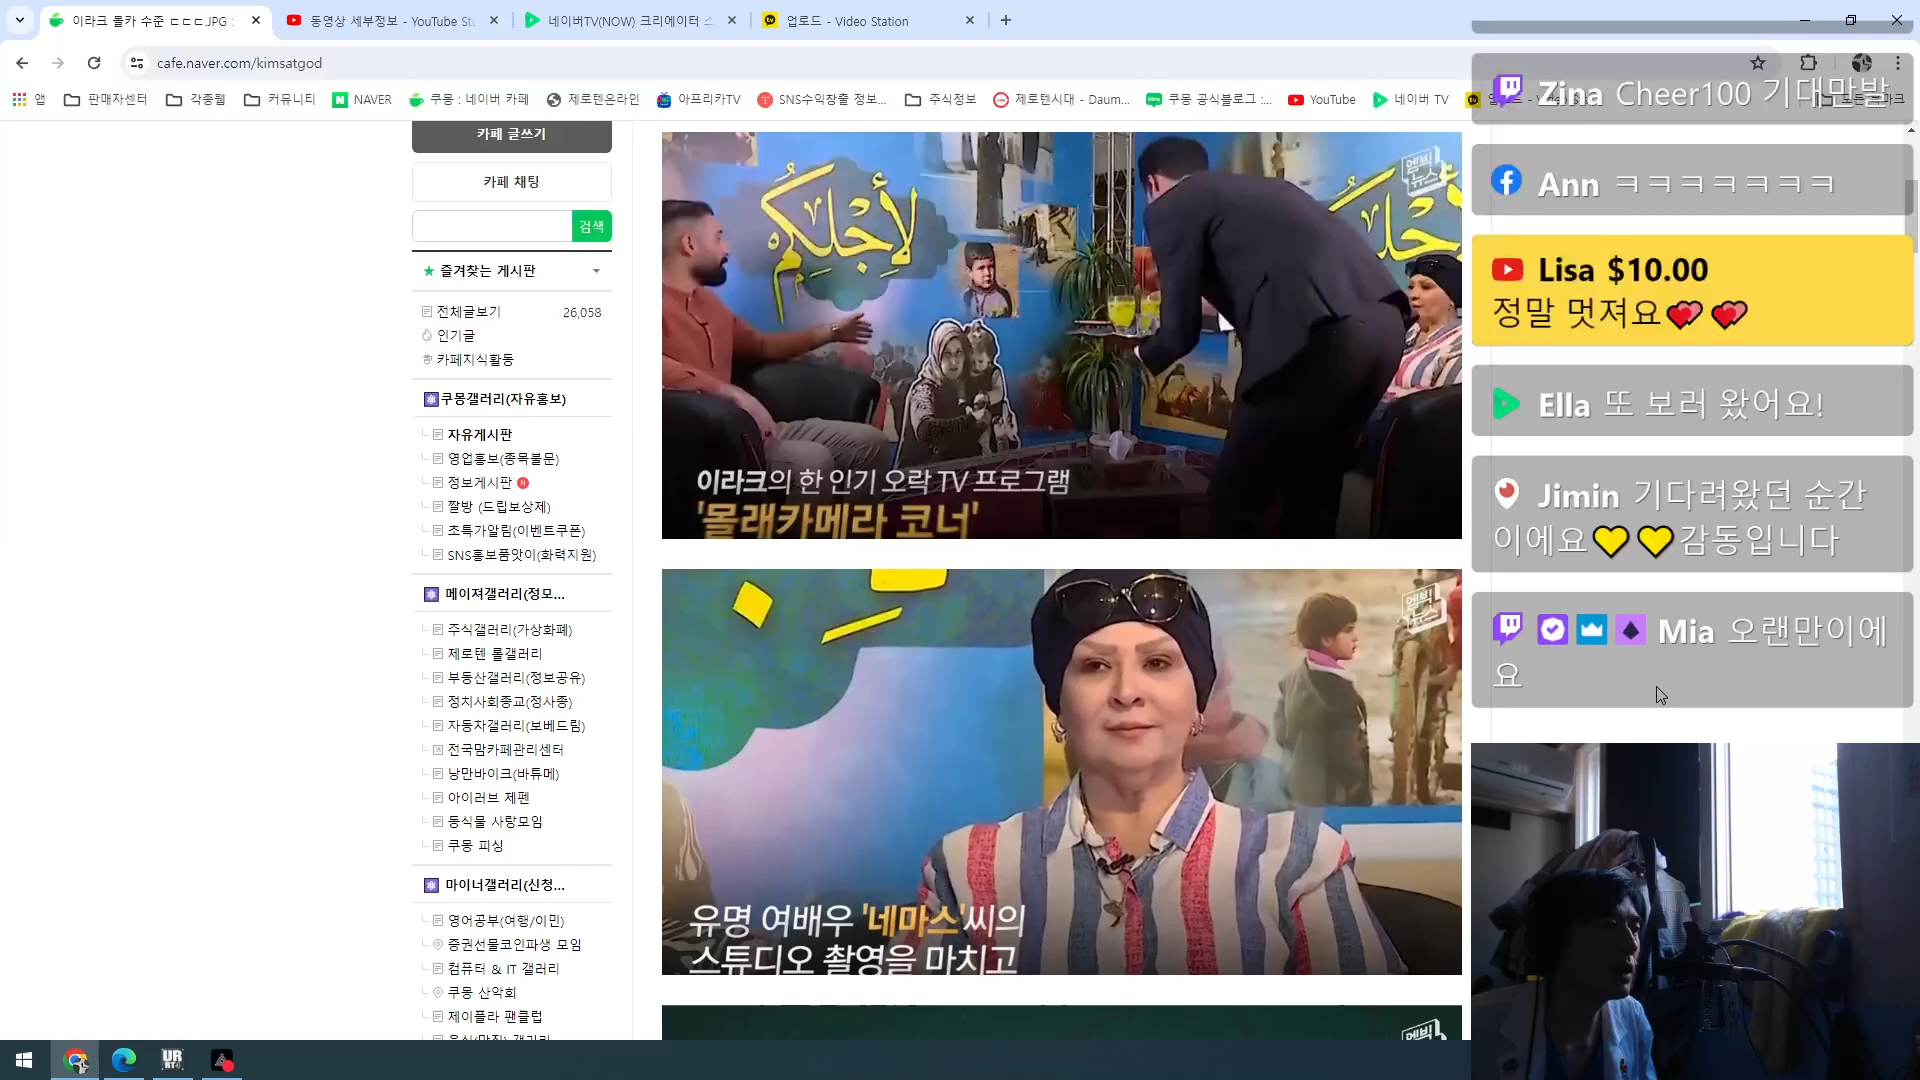 이라크 몰카 수준 ㄷㄷㄷ.JPG :
동영상 세부정보 - YouTube St
네이버TV(NOW) 크리에이터 스
업로드 - Video Station
cafe.naver.com/kimsatgod
앱
판매자센터
각종웹
커뮤니티
NAVER
쿠몽 : 네이버 카페
제로텐온라인
아프리카TV
SNS수익창출 정보...
주식정보
제로텐시대 - Daum...
쿠몽 공식블로그 :...
YouTube
네이버 TV
카페 글쓰기
카페 채팅
검색
즐겨찾는 게시판
전체글보기 26,058
인기글
카페지식활동
쿠몽갤러리(자유홍보)
자유게시판
영업홍보(종목불문)
정보게시판 N
짤방 (드립보상제)
초특가알림(이벤트쿠폰)
SNS홍보품앗이(화력지원)
메이져갤러리(정모...
주식갤러리(가상화폐)
제로텐 롤갤러리
부동산갤러리(정보공유)
정치사회종교(정사종)
자동차갤러리(보베드림)
전국맘카페관리센터
낭만바이크(바튜메)
아이러브 제펜
동식물 사랑모임
쿠몽 피싱
마이너갤러리(신청...
영어공부(여행/이민)
증권선물코인파생 모임
컴퓨터 & IT 갤러리
쿠몽 산악회
제이플라 팬클럽
لأجلكم
엠빅
뉴스
이라크의 한 인기 오락 TV 프로그램
'몰래카메라 코너'
엠빅
뉴스
유명 여배우 '네마스'씨의
스튜디오 촬영을 마치고
엠빅
Zina Cheer100 기대만발
Ann ㅋㅋㅋㅋㅋㅋㅋ
Lisa $10.00
정말 멋져요💕 💕
Ella 또 보러 왔어요!
Jimin 기다려왔던 순간
이에요💛 💛감동입니다
Mia 오랜만이에
요
UR
RT4